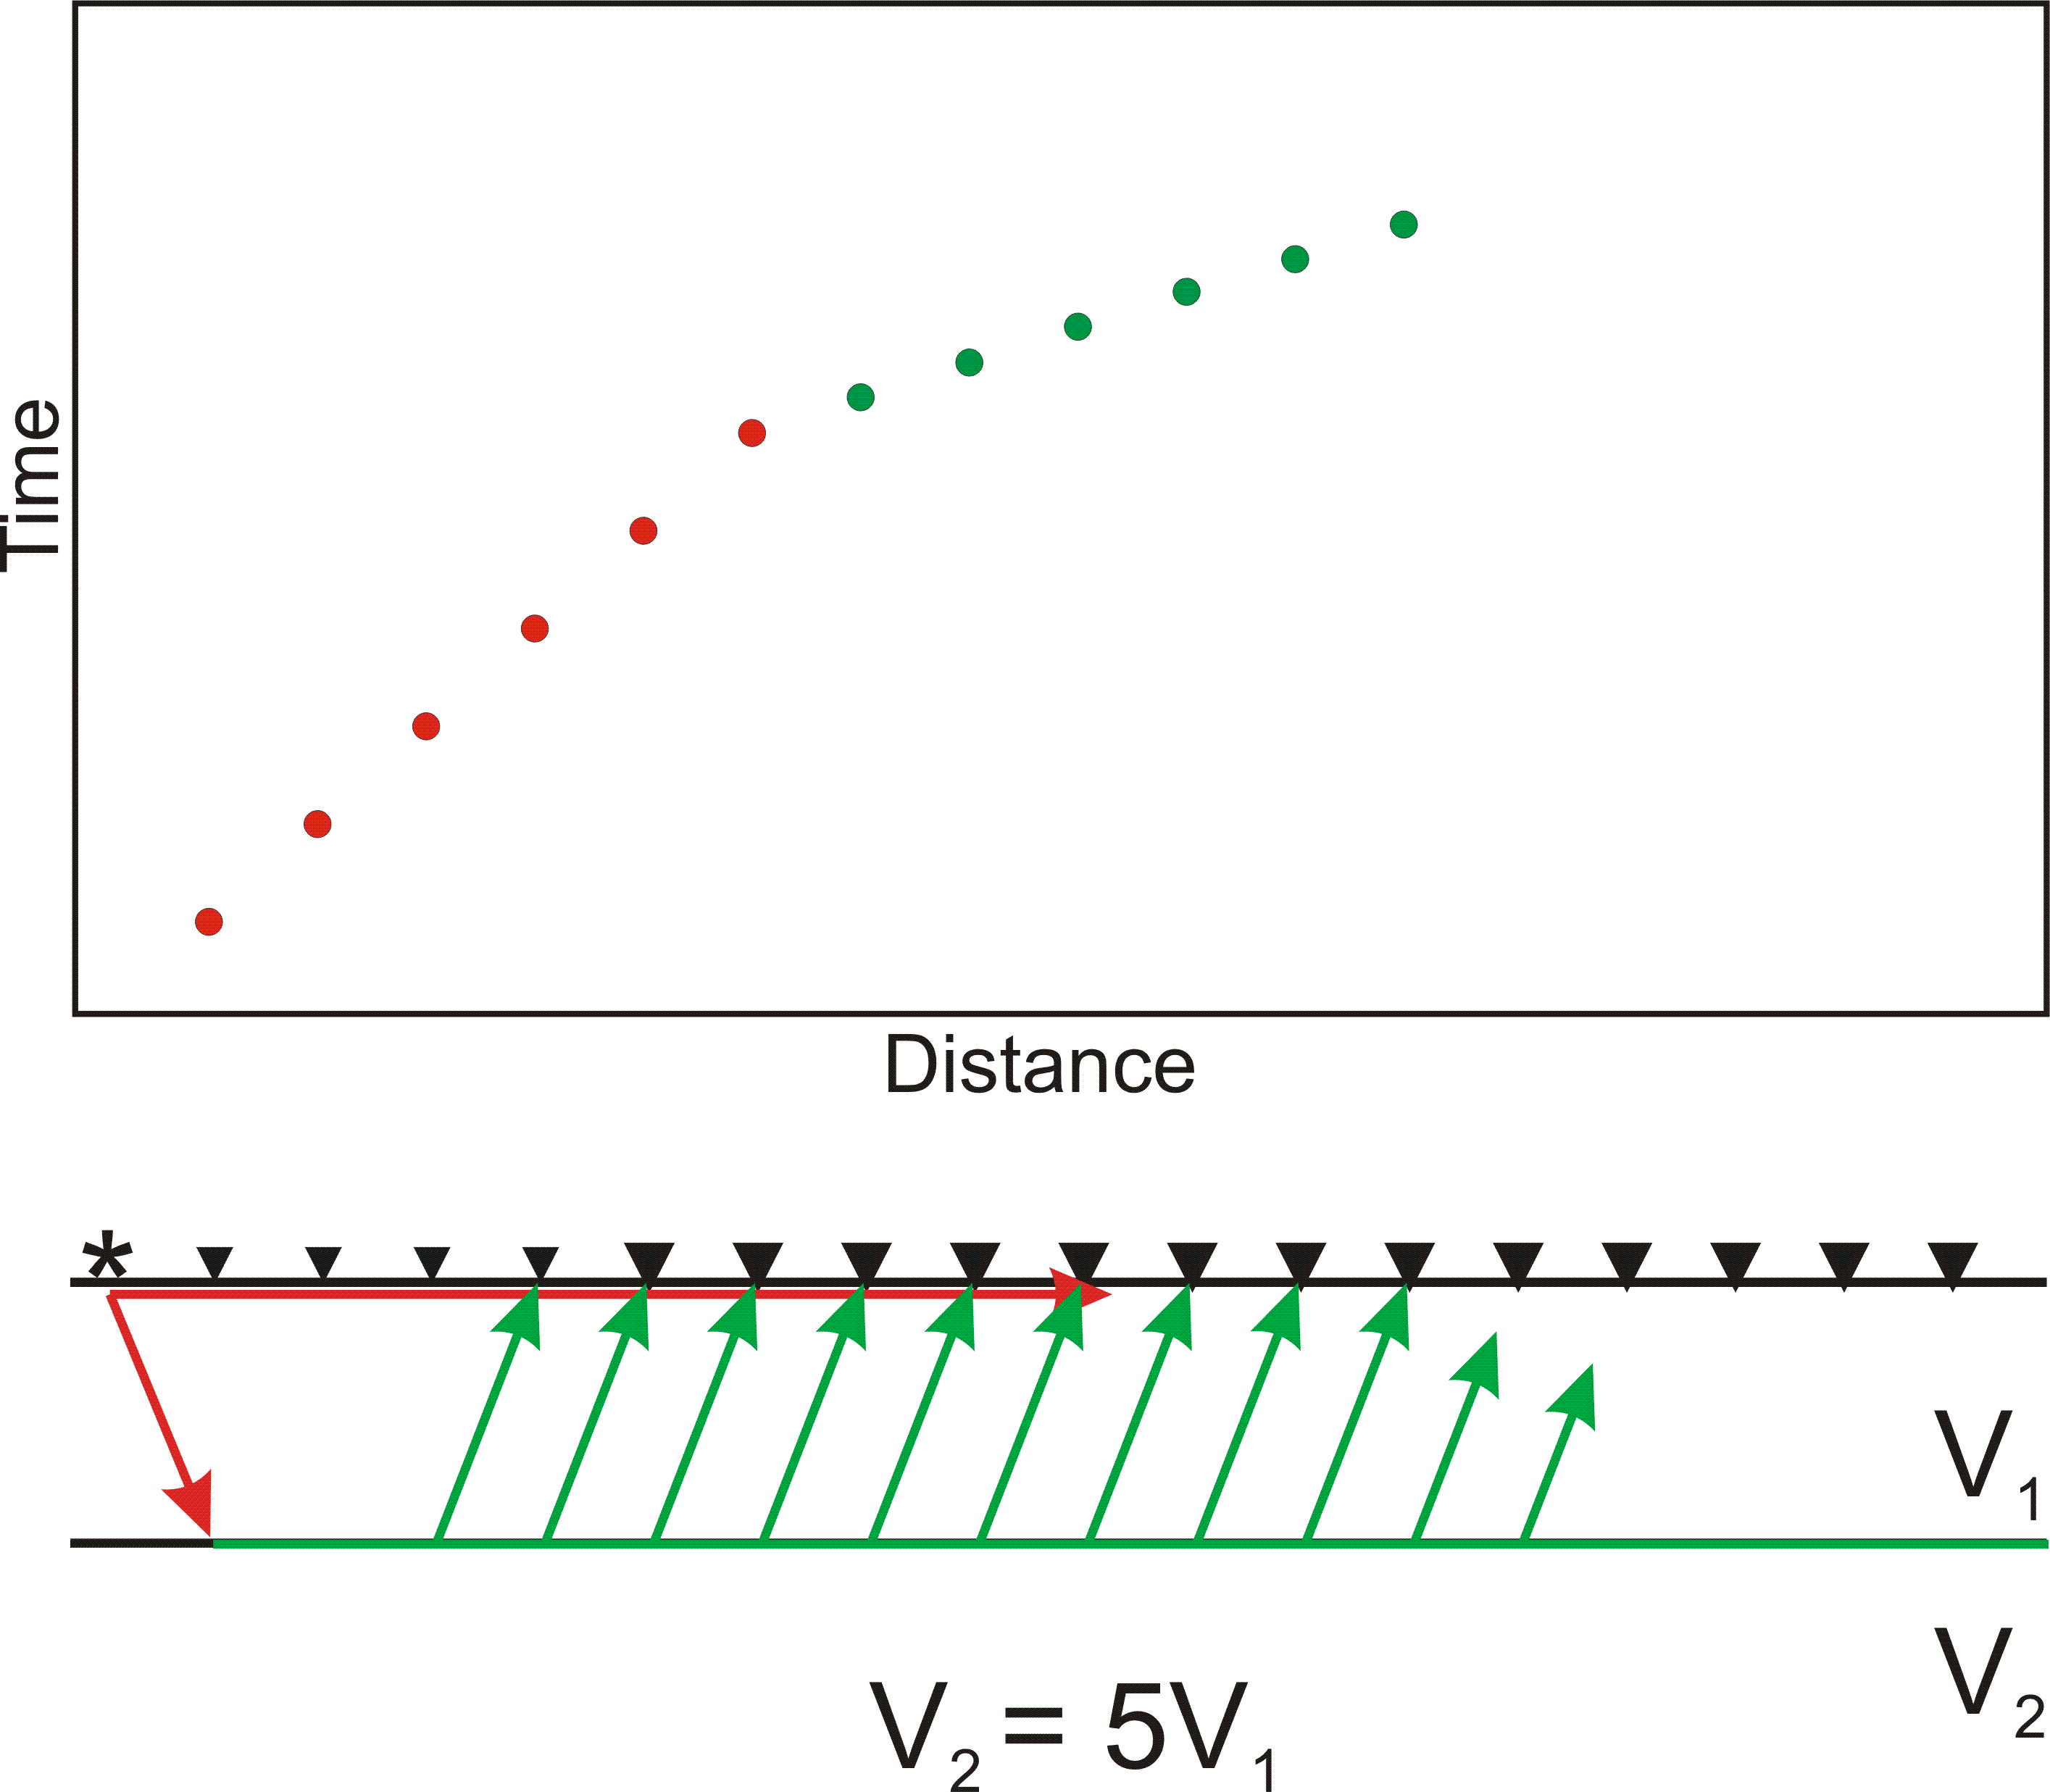 Time
Distance
*
V₁
V₂
V₂ = 5V₁